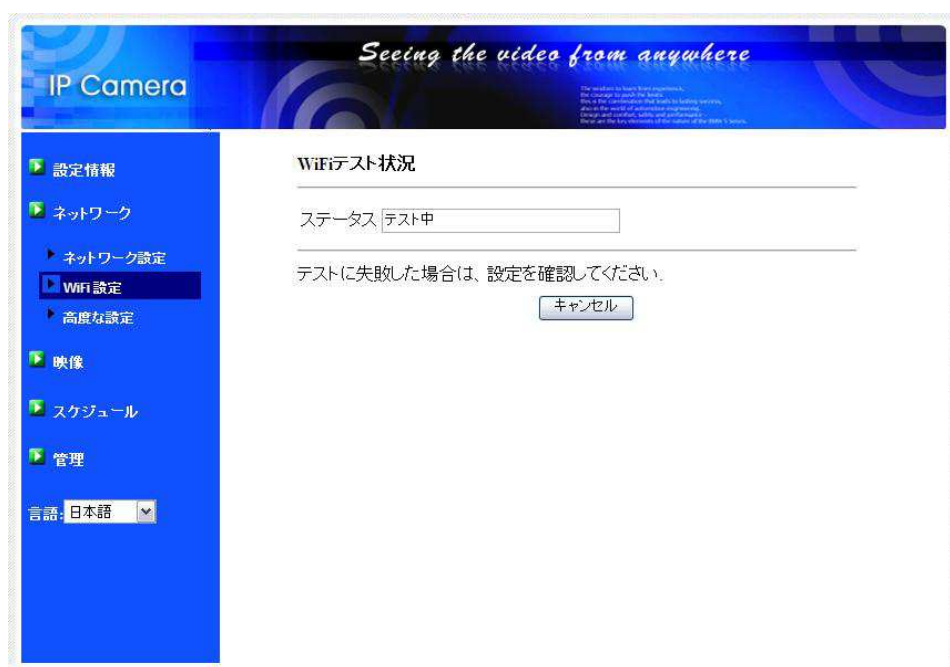 Seeing the video from anywhere
IP Camera
設定情報
ネットワーク
ネットワーク設定
WiFi設定
高度な設定
映像
スケジュール
管理
言語:日本語
WiFiテスト状況
ステータス テスト中
テストに失敗した場合は、設定を確認してください.
キャンセル